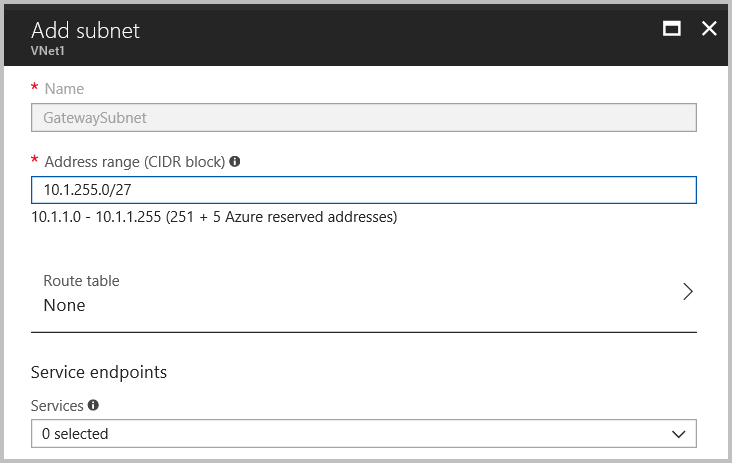 Add subnet
VNet1
* Name
GatewaySubnet
* Address range (CIDR block)
10.1.255.0/27
10.1.1.0 - 10.1.1.255 (251 + 5 Azure reserved addresses)
Route table
None
Service endpoints
Services
0 selected